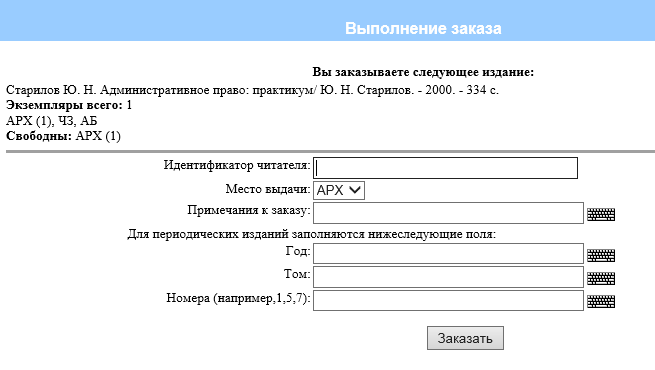 Выполнение заказа
Вы заказываете следующее издание:
Старилов Ю. Н. Административное право: практикум/ Ю. Н. Старилов. - 2000. - 334 с.
Экземпляры всего: 1
АРХ (1), ЧЗ, АБ
Свободны: АРХ (1)
Идентификатор читателя:
Место выдачи: АРХ
Примечания к заказу:
Для периодических изданий заполняются нижеследующие поля:
Год:
Том:
Номера (например,1,5,7):
Заказать